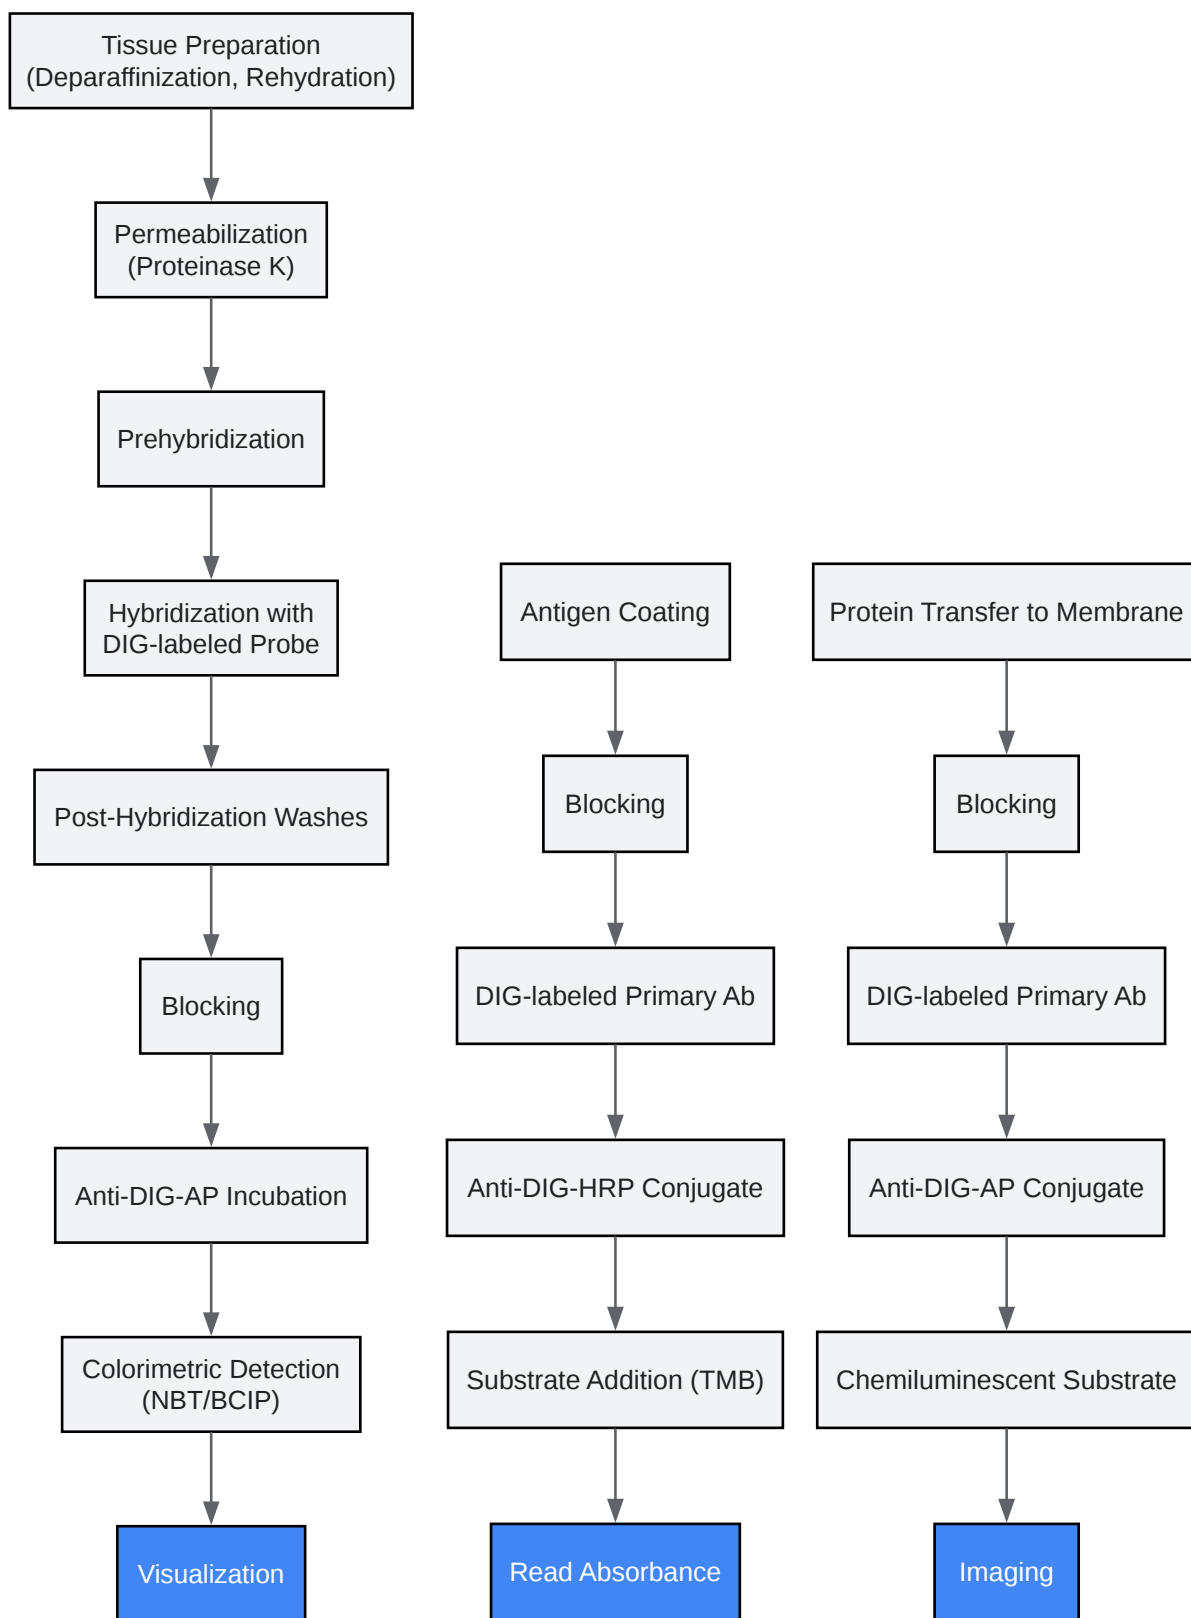 Tissue Preparation
(Deparaffinization, Rehydration)
Permeabilization
(Proteinase K)
Prehybridization
Hybridization with
DIG-labeled Probe
Post-Hybridization Washes
Blocking
Anti-DIG-AP Incubation
Colorimetric Detection
(NBT/BCIP)
Visualization
Antigen Coating
Blocking
DIG-labeled Primary Ab
Anti-DIG-HRP Conjugate
Substrate Addition (TMB)
Read Absorbance
Protein Transfer to Membrane
Blocking
DIG-labeled Primary Ab
Anti-DIG-AP Conjugate
Chemiluminescent Substrate
Imaging